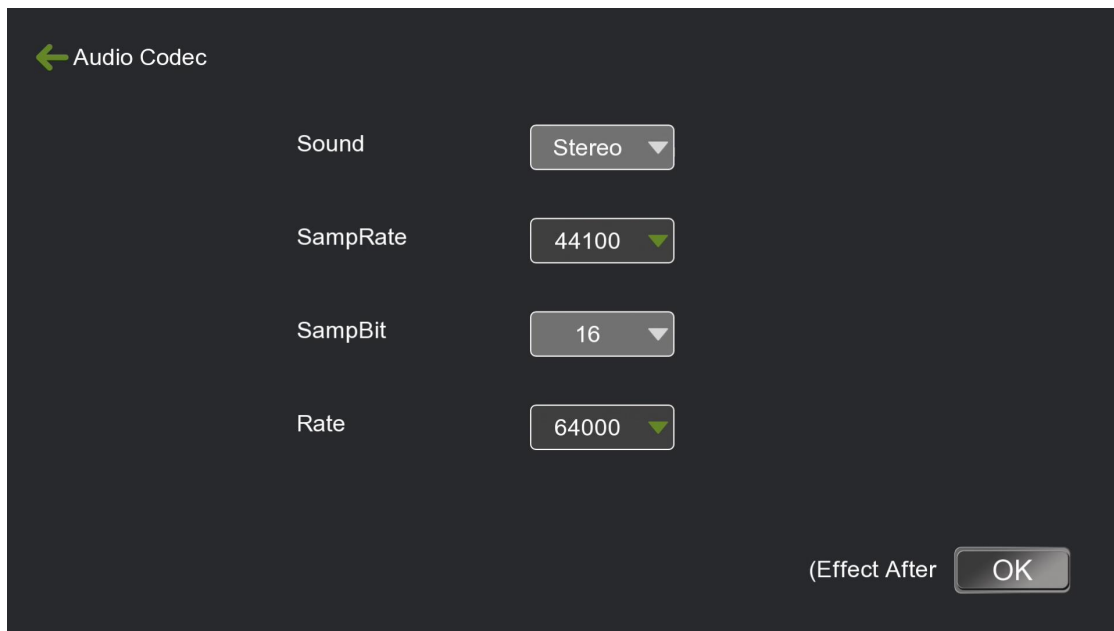 Audio Codec
Sound Stereo
SampRate 44100
SampBit 16
Rate 64000
(Effect After OK